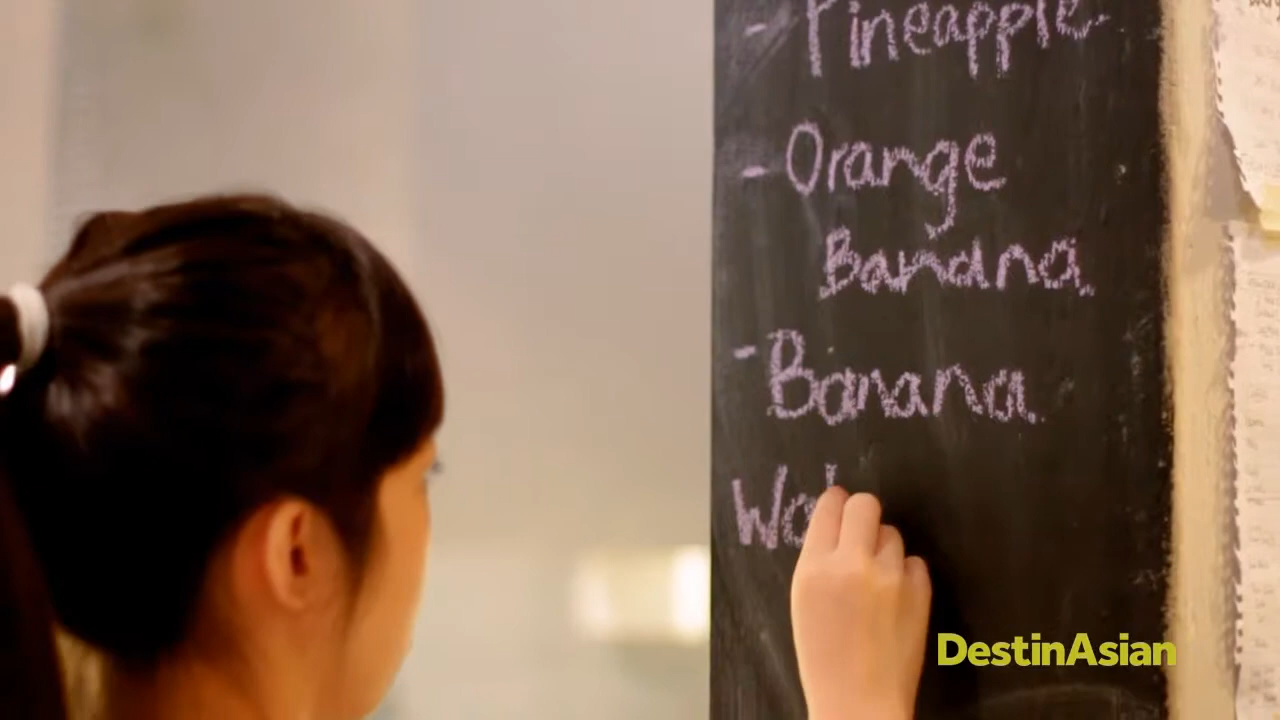 - Pineapple
- Orange
Banana.
- Banana.
DestinAsian